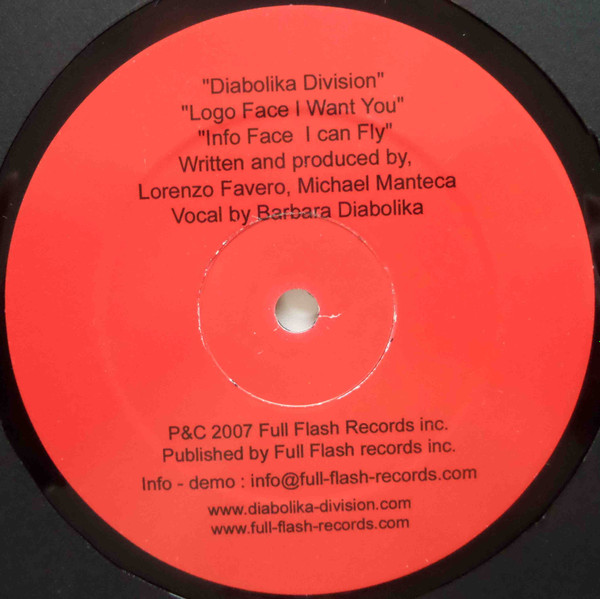 "Diabolika Division"
"Logo Face I Want You"
"Info Face I can Fly"
Written and produced by,
Lorenzo Favero, Michael Manteca
Vocal by Barbara Diabolika
P&C 2007 Full Flash Records inc.
Published by Full Flash records inc.
Info - demo : info@full-flash-records.com
www.diabolika-division.com
www.full-flash-records.com